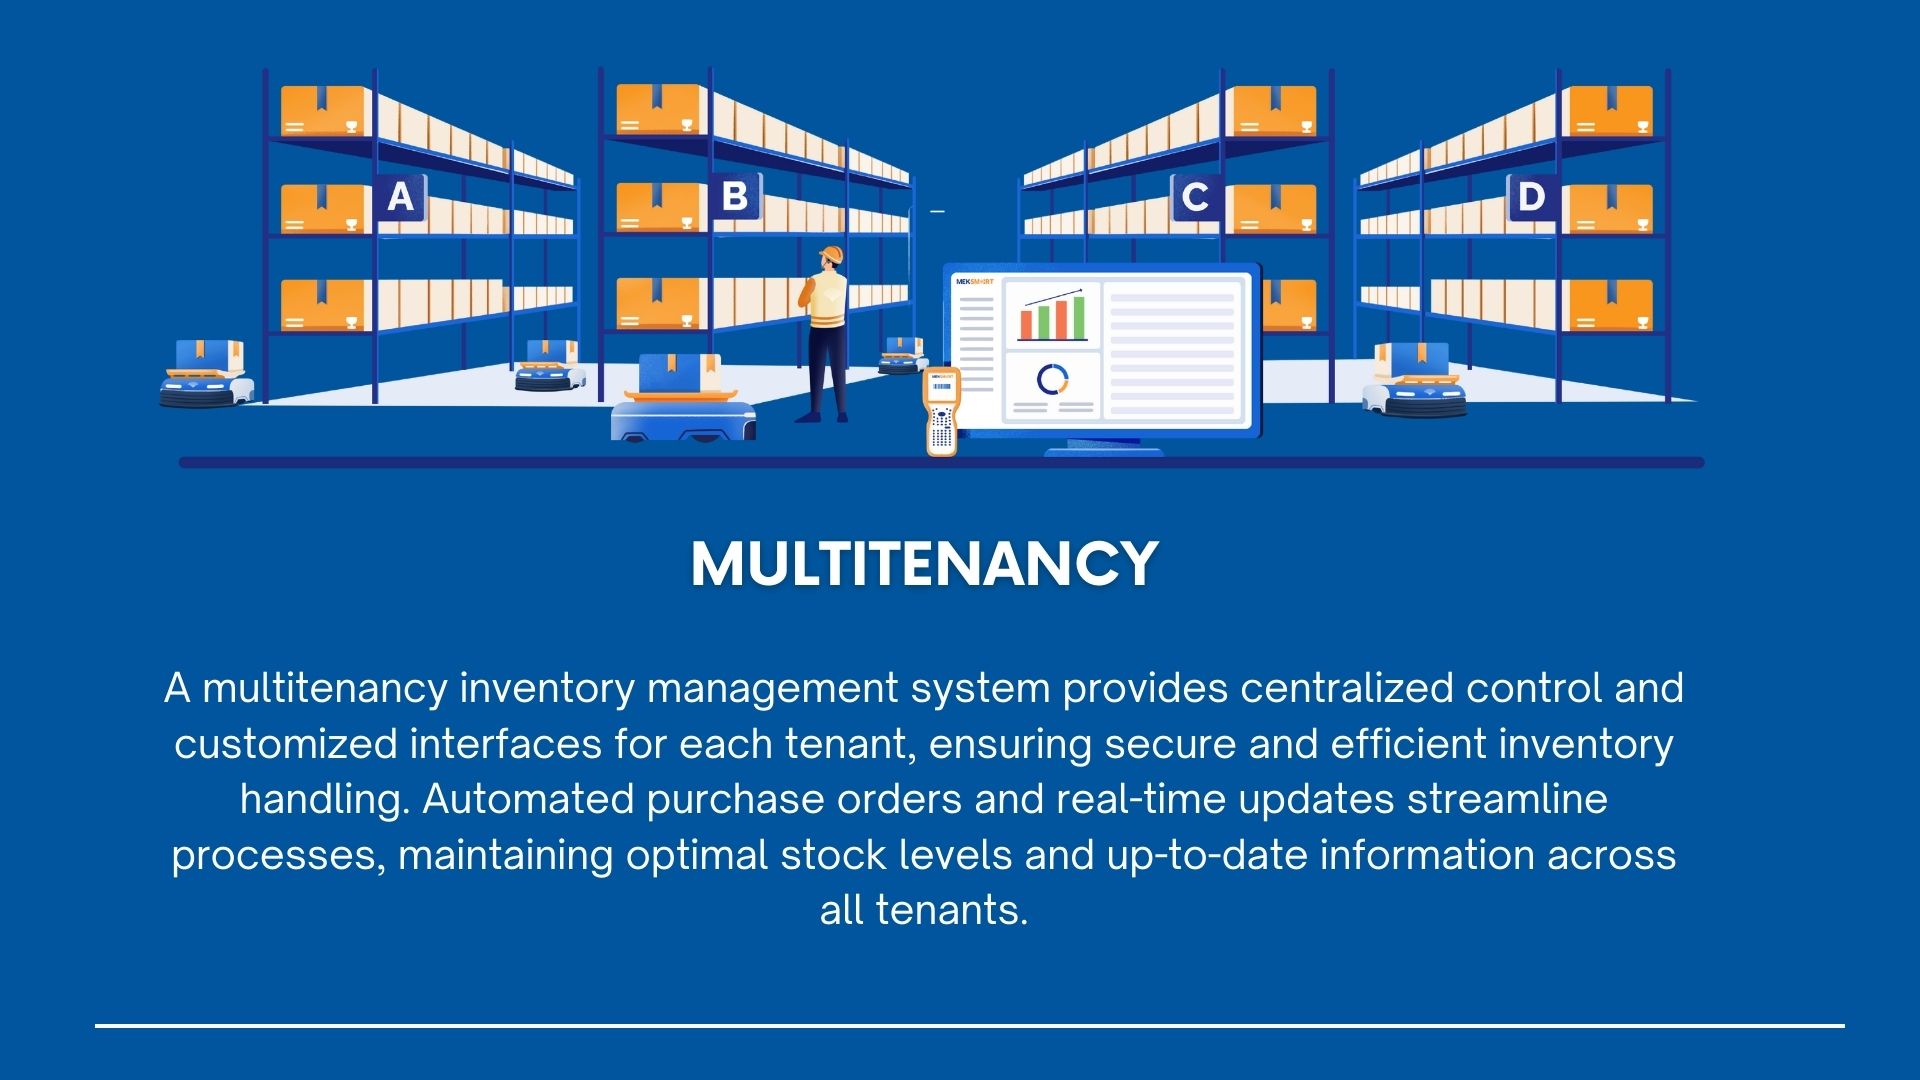 A
B
C
D
MEKSMART
MEKSMART
MULTITENANCY
A multitenancy inventory management system provides centralized control and
customized interfaces for each tenant, ensuring secure and efficient inventory
handling. Automated purchase orders and real-time updates streamline
processes, maintaining optimal stock levels and up-to-date information across
all tenants.